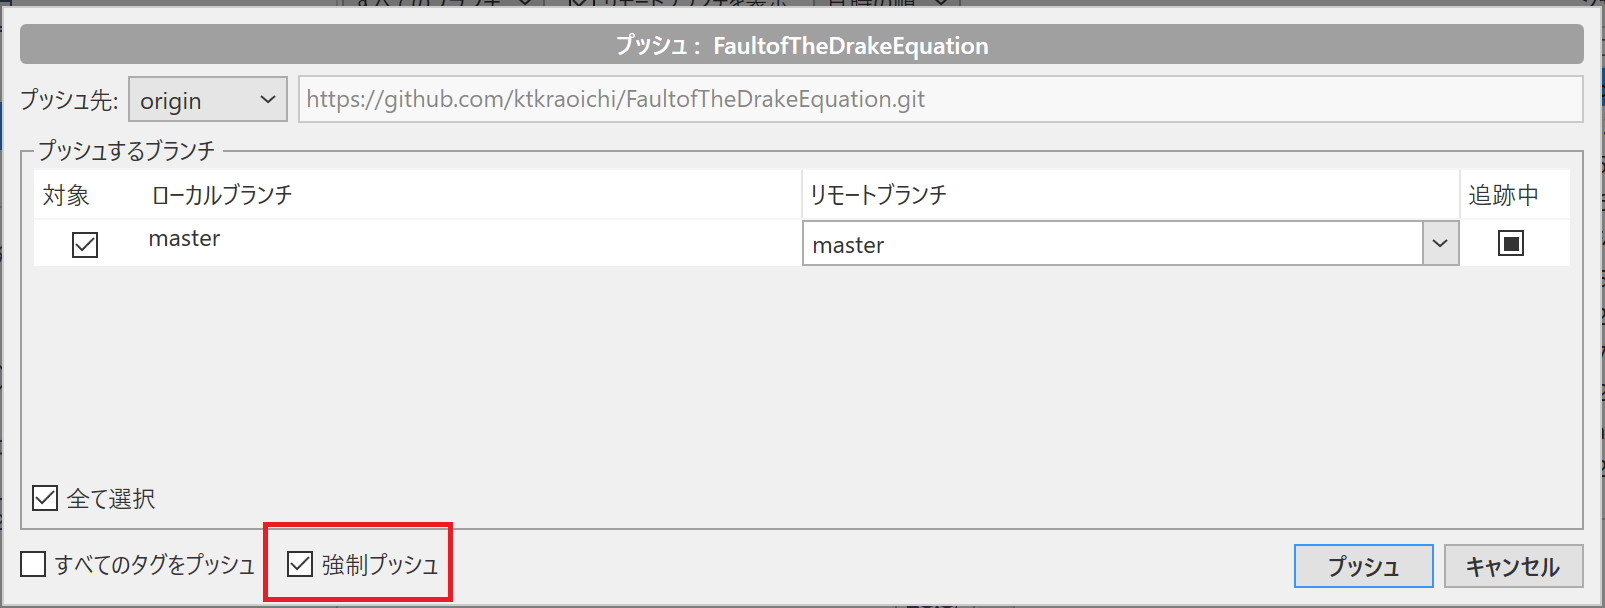 プッシュ : FaultofTheDrakeEquation
プッシュ先: origin https://github.com/ktkraoichi/FaultofTheDrakeEquation.git
プッシュするブランチ
対象 ローカルブランチ リモートブランチ 追跡中
master master
全て選択
すべてのタグをプッシュ 強制プッシュ プッシュ キャンセル